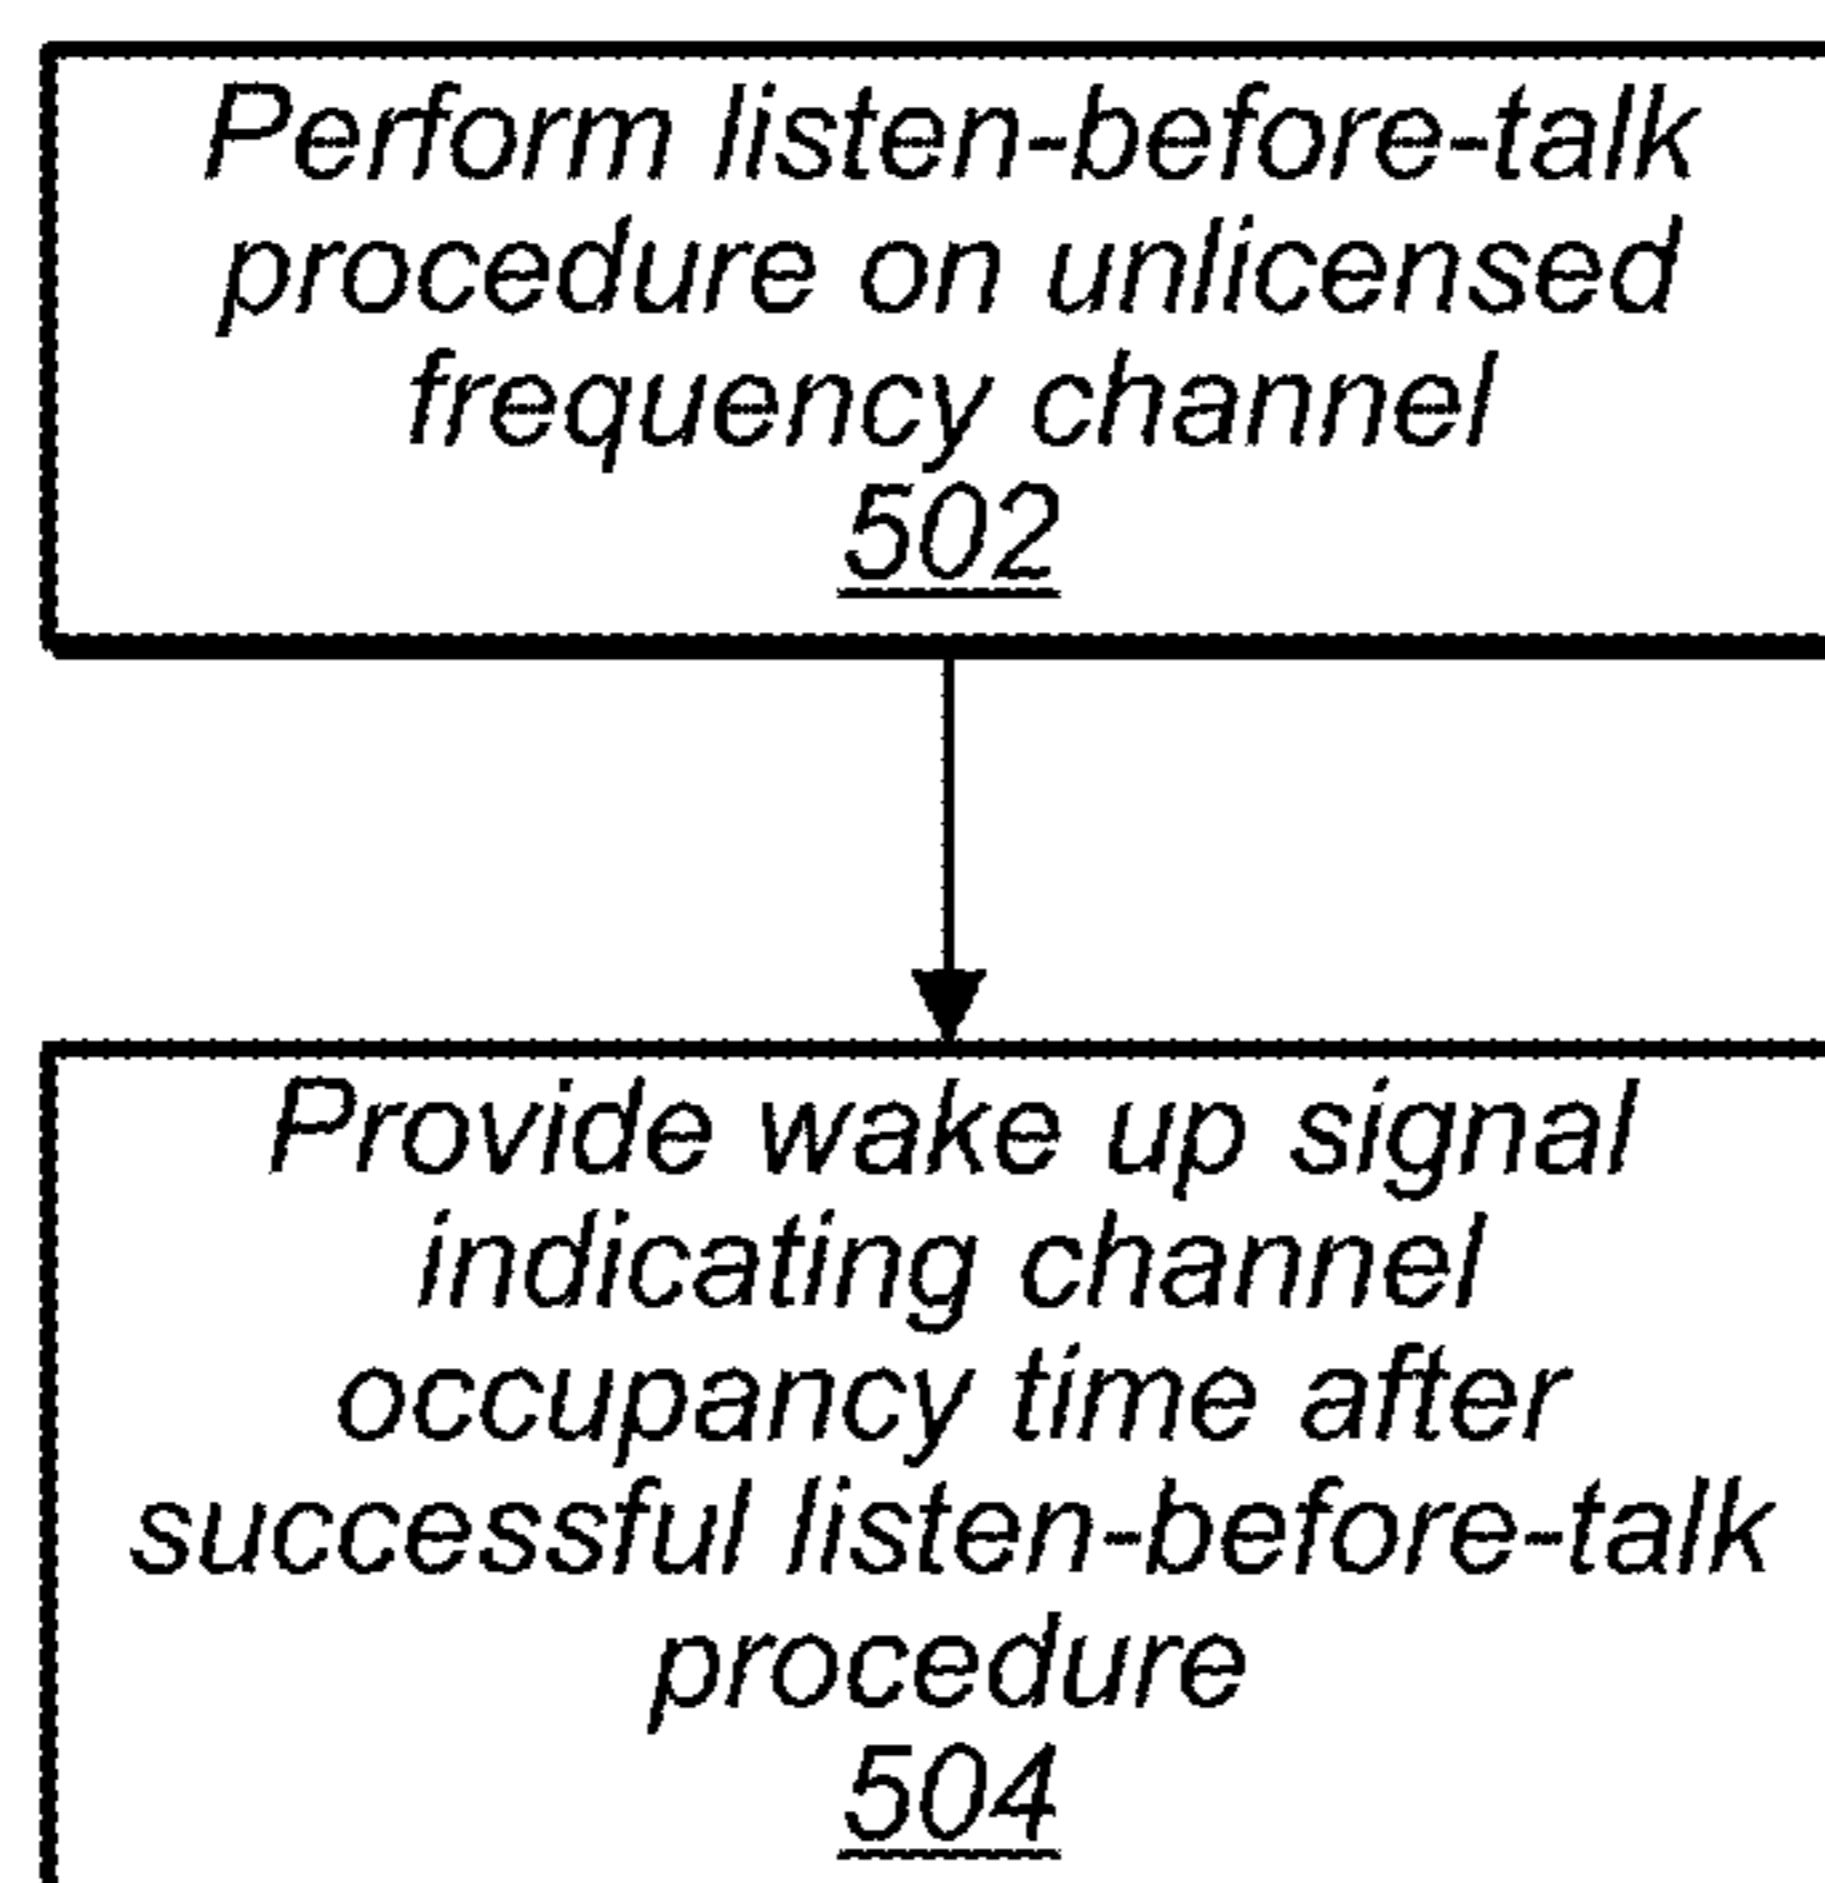 Perform listen-before-talk
procedure on unlicensed
frequency channel
502
Provide wake up signal
indicating channel
occupancy time after
successful listen-before-talk
procedure
504